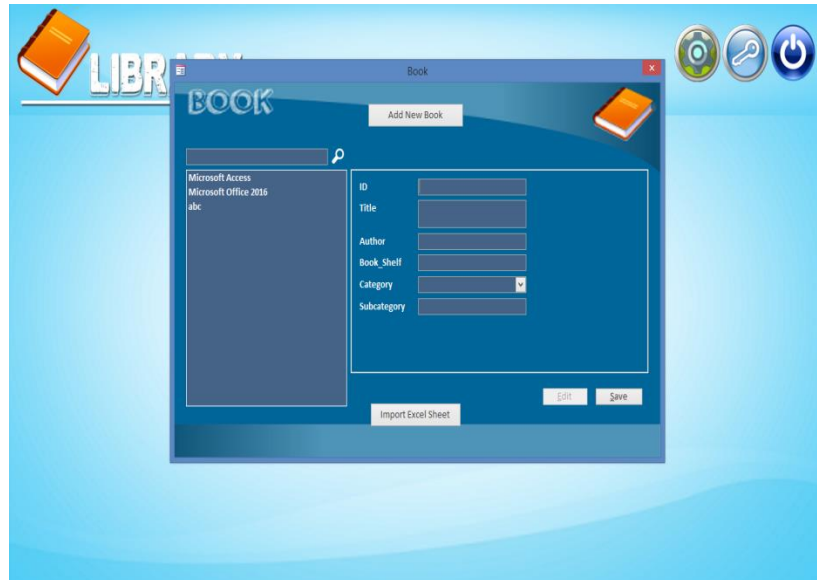 LIBRARY
Book
BOOK
Add New Book
Microsoft Access
Microsoft Office 2016
abc
ID
Title
Author
Book_Shelf
Category
Subcategory
Edit
Save
Import Excel Sheet